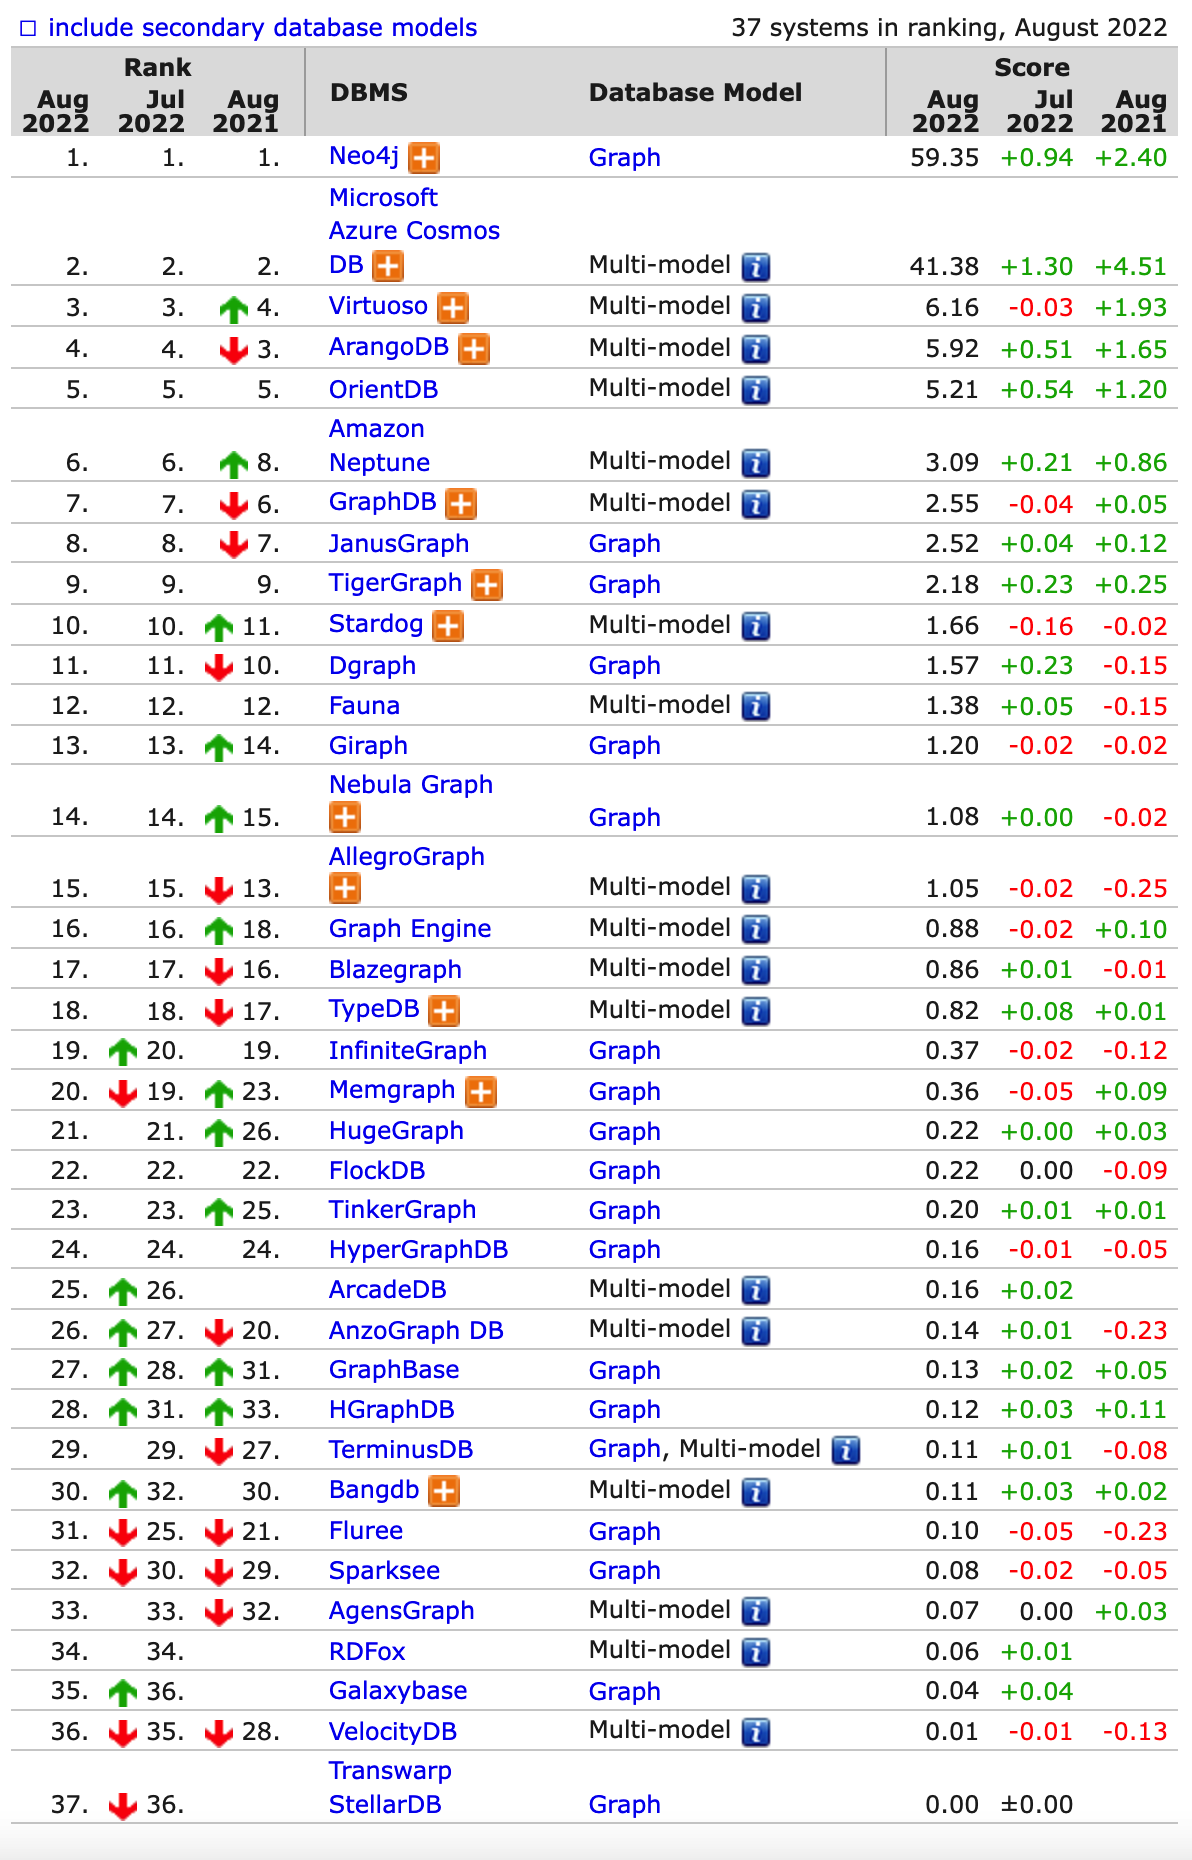 include secondary database models 37 systems in ranking, August 2022
Rank DBMS Database Model Score
Aug 2022 Jul 2022 Aug 2021 Aug 2022 Jul 2022 Aug 2021
1. 1. 1. Neo4j Graph 59.35 +0.94 +2.40
Microsoft
Azure Cosmos
2. 2. 2. DB Multi-model 41.38 +1.30 +4.51
3. 3. 4. Virtuoso Multi-model 6.16 -0.03 +1.93
4. 4. 3. ArangoDB Multi-model 5.92 +0.51 +1.65
5. 5. 5. OrientDB Multi-model 5.21 +0.54 +1.20
Amazon
6. 6. 8. Neptune Multi-model 3.09 +0.21 +0.86
7. 7. 6. GraphDB Multi-model 2.55 -0.04 +0.05
8. 8. 7. JanusGraph Graph 2.52 +0.04 +0.12
9. 9. 9. TigerGraph Graph 2.18 +0.23 +0.25
10. 10. 11. Stardog Multi-model 1.66 -0.16 -0.02
11. 11. 10. Dgraph Graph 1.57 +0.23 -0.15
12. 12. 12. Fauna Multi-model 1.38 +0.05 -0.15
13. 13. 14. Giraph Graph 1.20 -0.02 -0.02
Nebula Graph
14. 14. 15. Graph 1.08 +0.00 -0.02
AllegroGraph
15. 15. 13. Multi-model 1.05 -0.02 -0.25
16. 16. 18. Graph Engine Multi-model 0.88 -0.02 +0.10
17. 17. 16. Blazegraph Multi-model 0.86 +0.01 -0.01
18. 18. 17. TypeDB Multi-model 0.82 +0.08 +0.01
19. 20. 19. InfiniteGraph Graph 0.37 -0.02 -0.12
20. 19. 23. Memgraph Graph 0.36 -0.05 +0.09
21. 21. 26. HugeGraph Graph 0.22 +0.00 +0.03
22. 22. 22. FlockDB Graph 0.22 0.00 -0.09
23. 23. 25. TinkerGraph Graph 0.20 +0.01 +0.01
24. 24. 24. HyperGraphDB Graph 0.16 -0.01 -0.05
25. 26. ArcadeDB Multi-model 0.16 +0.02
26. 27. 20. AnzoGraph DB Multi-model 0.14 +0.01 -0.23
27. 28. 31. GraphBase Graph 0.13 +0.02 +0.05
28. 31. 33. HGraphDB Graph 0.12 +0.03 +0.11
29. 29. 27. TerminusDB Graph, Multi-model 0.11 +0.01 -0.08
30. 32. 30. Bangdb Multi-model 0.11 +0.03 +0.02
31. 25. 21. Fluree Graph 0.10 -0.05 -0.23
32. 30. 29. Sparksee Graph 0.08 -0.02 -0.05
33. 33. 32. AgensGraph Multi-model 0.07 0.00 +0.03
34. 34. RDFox Multi-model 0.06 +0.01
35. 36. Galaxybase Graph 0.04 +0.04
36. 35. 28. VelocityDB Multi-model 0.01 -0.01 -0.13
Transwarp
37. 36. StellarDB Graph 0.00 ±0.00